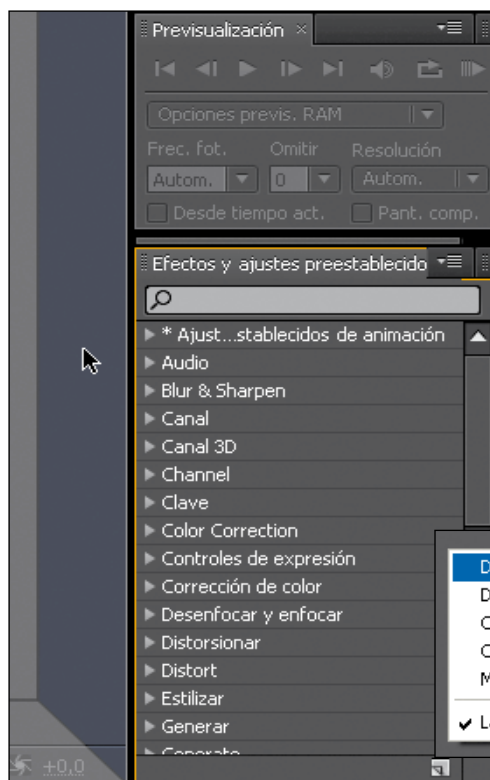 Previsualización
Opciones previs. RAM
Frec. fot. Omitir Resolución
Autom. 0 Autom.
Desde tiempo act. Pant. comp.
Efectos y ajustes preestablecido
* Ajust...stablecidos de animación
Audio
Blur & Sharpen
Canal
Canal 3D
Channel
Clave
Color Correction
Controles de expresión
Corrección de color
Desenfocar y enfocar
Distorsionar
Distort
Estilizar
Generar
Generate
+0,0